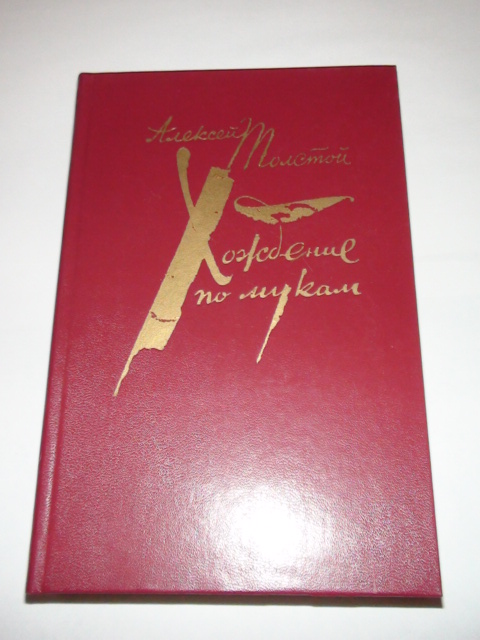 Алексей Толстой
Хождение
по мукам